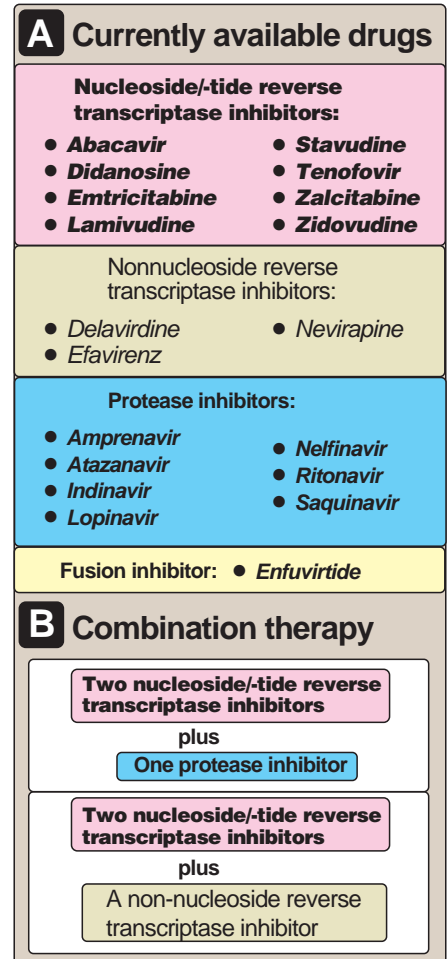 A Currently available drugs
Nucleoside/-tide reverse
transcriptase inhibitors:
• Abacavir
• Didanosine
• Emtricitabine
• Lamivudine
• Stavudine
• Tenofovir
• Zalcitabine
• Zidovudine
Nonnucleoside reverse
transcriptase inhibitors:
• Delavirdine
• Efavirenz
• Nevirapine
Protease inhibitors:
• Amprenavir
• Atazanavir
• Indinavir
• Lopinavir
• Nelfinavir
• Ritonavir
• Saquinavir
Fusion inhibitor: • Enfuvirtide
B Combination therapy
Two nucleoside/-tide reverse
transcriptase inhibitors
plus
One protease inhibitor
Two nucleoside/-tide reverse
transcriptase inhibitors
plus
A non-nucleoside reverse
transcriptase inhibitor